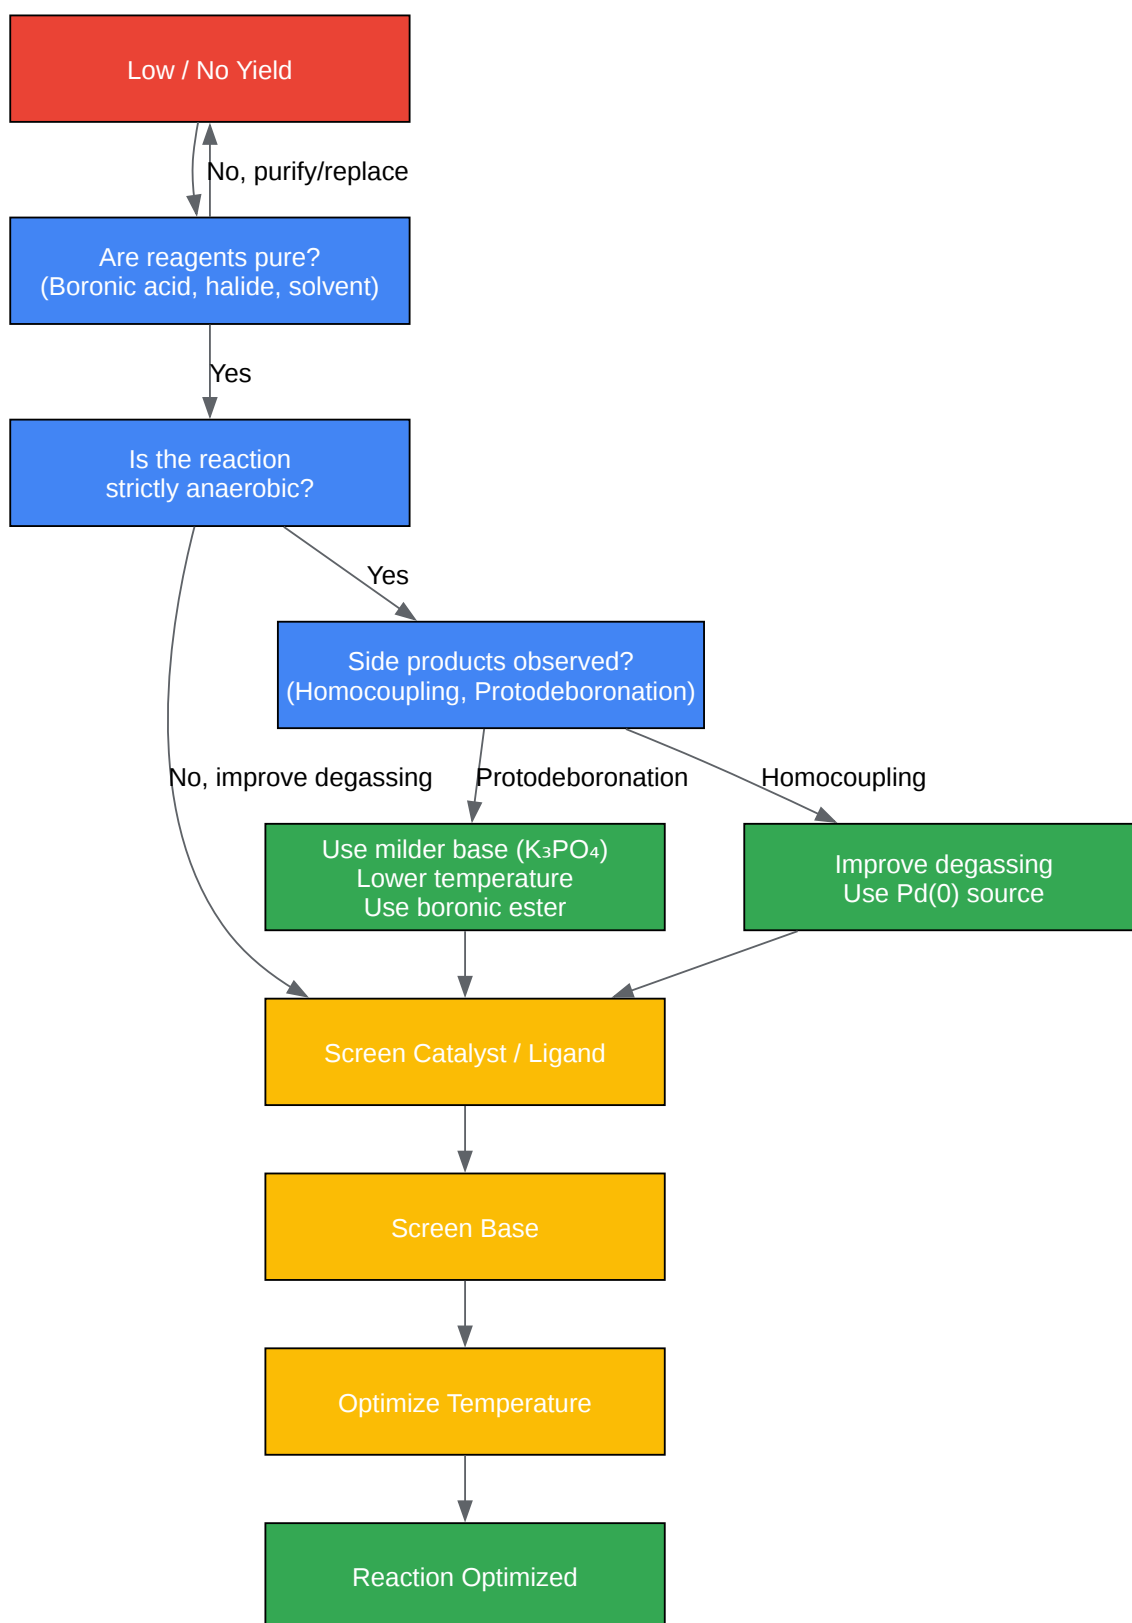 Low / No Yield
No, purify/replace
Are reagents pure?
(Boronic acid, halide, solvent)
Yes
Is the reaction
strictly anaerobic?
Yes
Side products observed?
(Homocoupling, Protodeboronation)
No, improve degassing
Protodeboronation
Homocoupling
Use milder base (K₃PO₄)
Lower temperature
Use boronic ester
Improve degassing
Use Pd(0) source
Screen Catalyst / Ligand
Screen Base
Optimize Temperature
Reaction Optimized